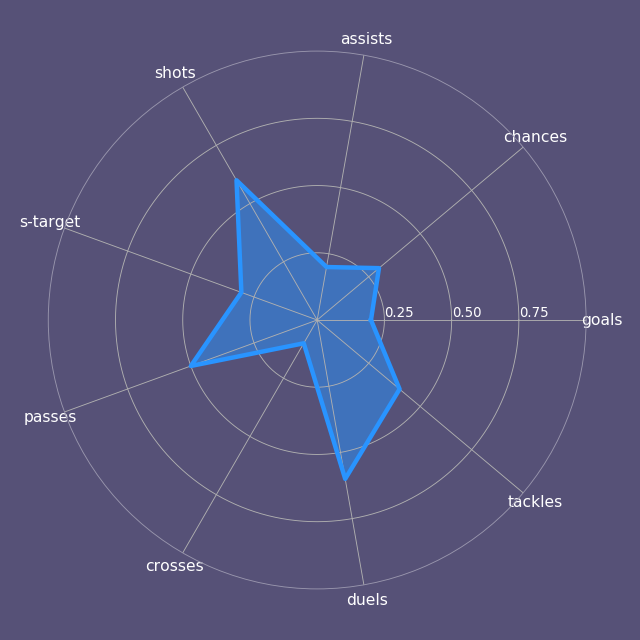 assists
shots
chances
s-target
0.25 0.50 0.75
goals
passes
tackles
crosses
duels